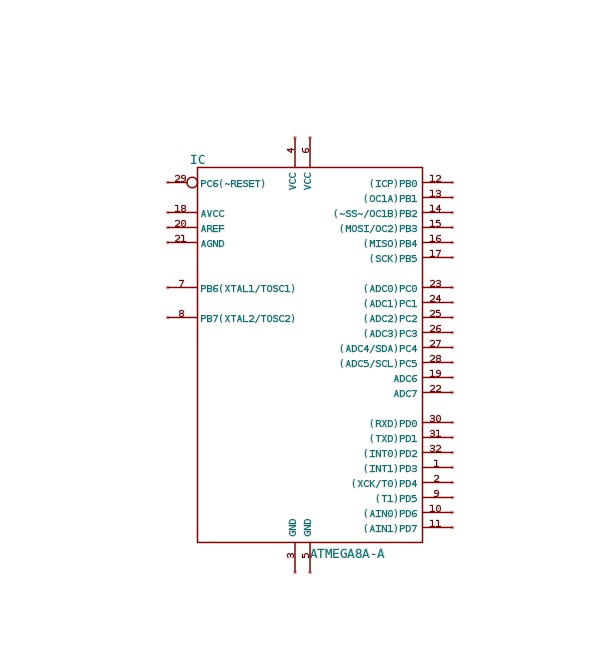 4 6
IC
29 PC6(~RESET) VCC VCC (ICP)PB0 12
(OC1A)PB1 13
18 AVCC (~SS~/OC1B)PB2 14
20 AREF (MOSI/OC2)PB3 15
21 AGND (MISO)PB4 16
(SCK)PB5 17
7 PB6(XTAL1/TOSC1) (ADC0)PC0 23
(ADC1)PC1 24
8 PB7(XTAL2/TOSC2) (ADC2)PC2 25
(ADC3)PC3 26
(ADC4/SDA)PC4 27
(ADC5/SCL)PC5 28
ADC6 19
ADC7 22
(RXD)PD0 30
(TXD)PD1 31
(INT0)PD2 32
(INT1)PD3 1
(XCK/T0)PD4 2
(T1)PD5 9
(AIN0)PD6 10
GND GND (AIN1)PD7 11
3 5 ATMEGA8A-A